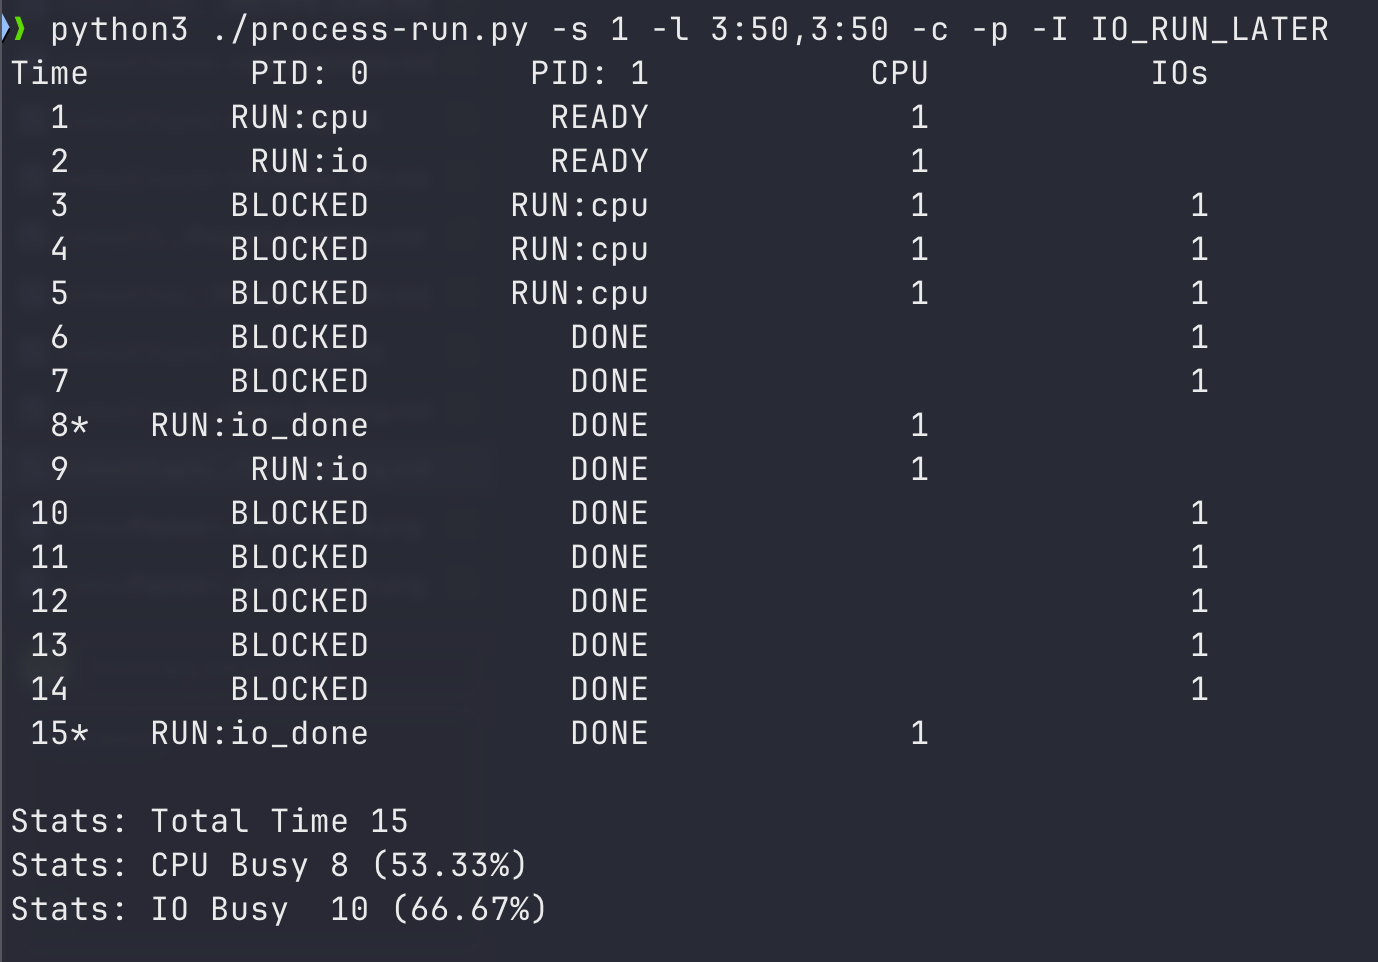 ❯ python3 ./process-run.py -s 1 -l 3:50,3:50 -c -p -I IO_RUN_LATER
Time        PID: 0        PID: 1           CPU           IOs
  1        RUN:cpu         READY             1
  2         RUN:io         READY             1
  3        BLOCKED       RUN:cpu             1             1
  4        BLOCKED       RUN:cpu             1             1
  5        BLOCKED       RUN:cpu             1             1
  6        BLOCKED          DONE                           1
  7        BLOCKED          DONE                           1
  8*   RUN:io_done          DONE             1
  9         RUN:io          DONE             1
 10        BLOCKED          DONE                           1
 11        BLOCKED          DONE                           1
 12        BLOCKED          DONE                           1
 13        BLOCKED          DONE                           1
 14        BLOCKED          DONE                           1
 15*   RUN:io_done          DONE             1

Stats: Total Time 15
Stats: CPU Busy 8 (53.33%)
Stats: IO Busy  10 (66.67%)